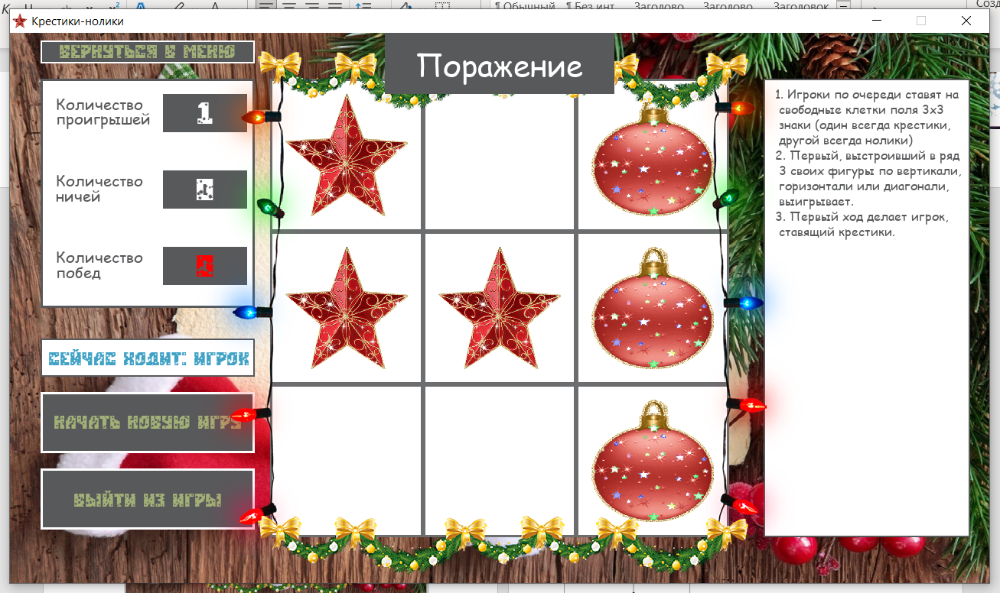 К
Ч
ab
x₂
x²
A
A
¶ Обычный
¶ Без инт...
Заголово...
Заголово...
Заголовок
Созд
Крестики-нолики
ВЕРНУТЬСЯ В МЕНЮ
Поражение
Количество
проигрышей
1
Количество
ничей
Количество
побед
СЕЙЧАС ХОДИТ: ИГРОК
НАЧАТЬ НОВУЮ ИГРУ
ВЫЙТИ ИЗ ИГРЫ
1. Игроки по очереди ставят на
свободные клетки поля 3х3
знаки (один всегда крестики,
другой всегда нолики)
2. Первый, выстроивший в ряд
3 своих фигуры по вертикали,
горизонтали или диагонали,
выигрывает.
3. Первый ход делает игрок,
ставящий крестики.